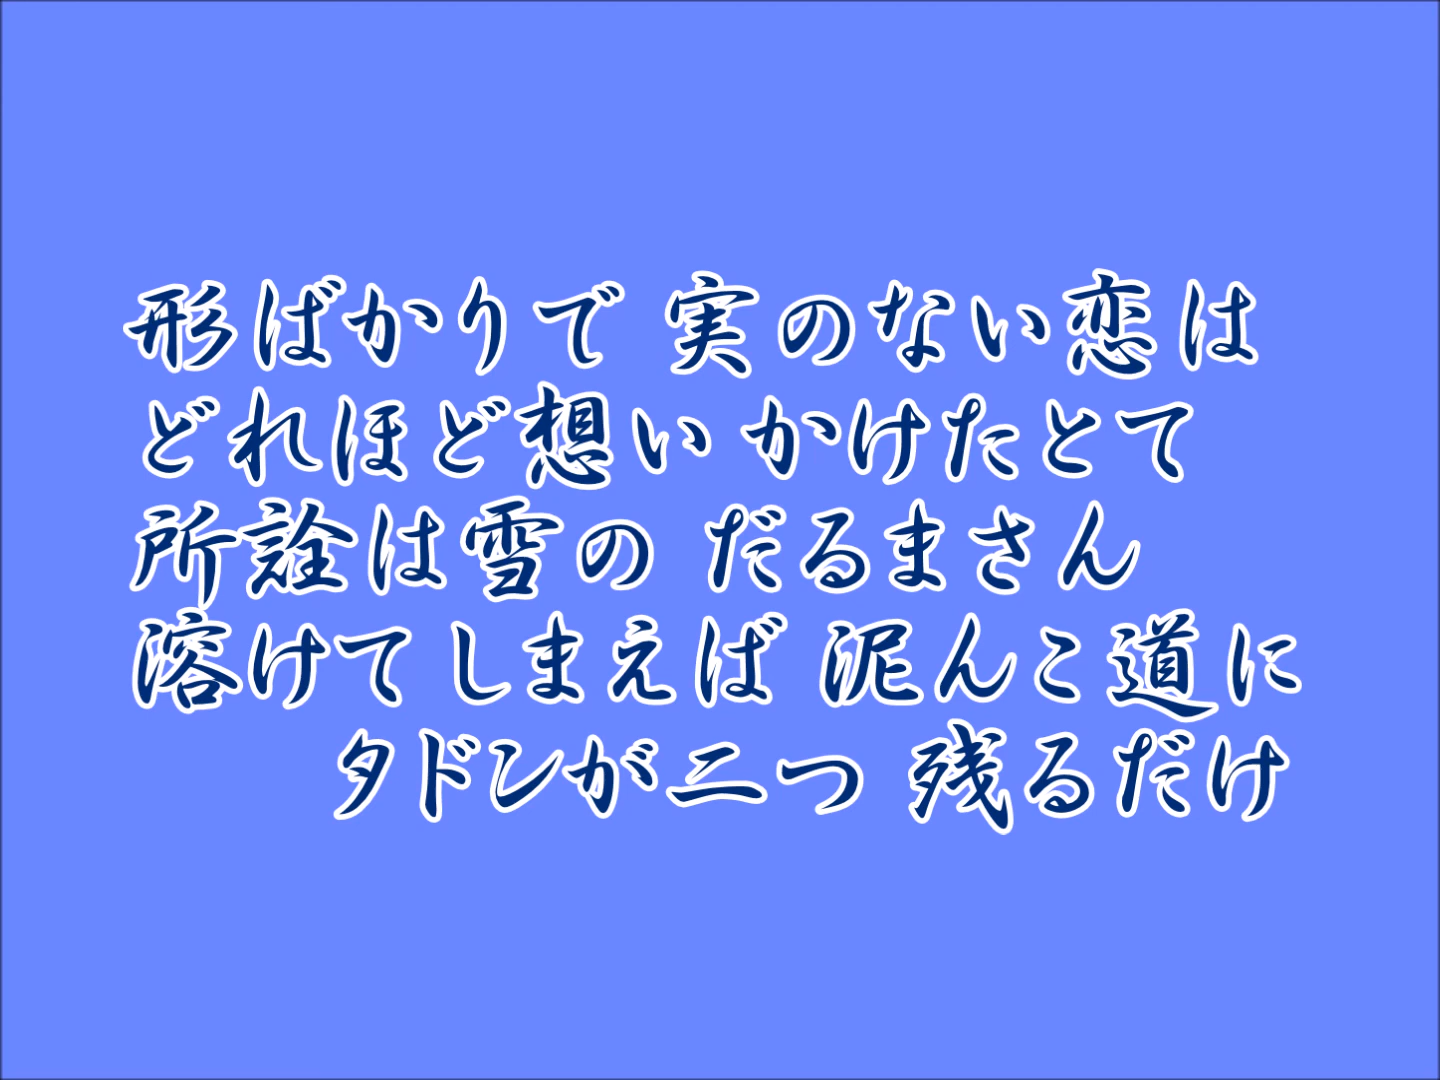 形ばかりで 実のない恋は
どれほど想い かけたとて
所詮は雪の だるまさん
溶けてしまえば 泥んこ道に
タドンが二つ 残るだけ